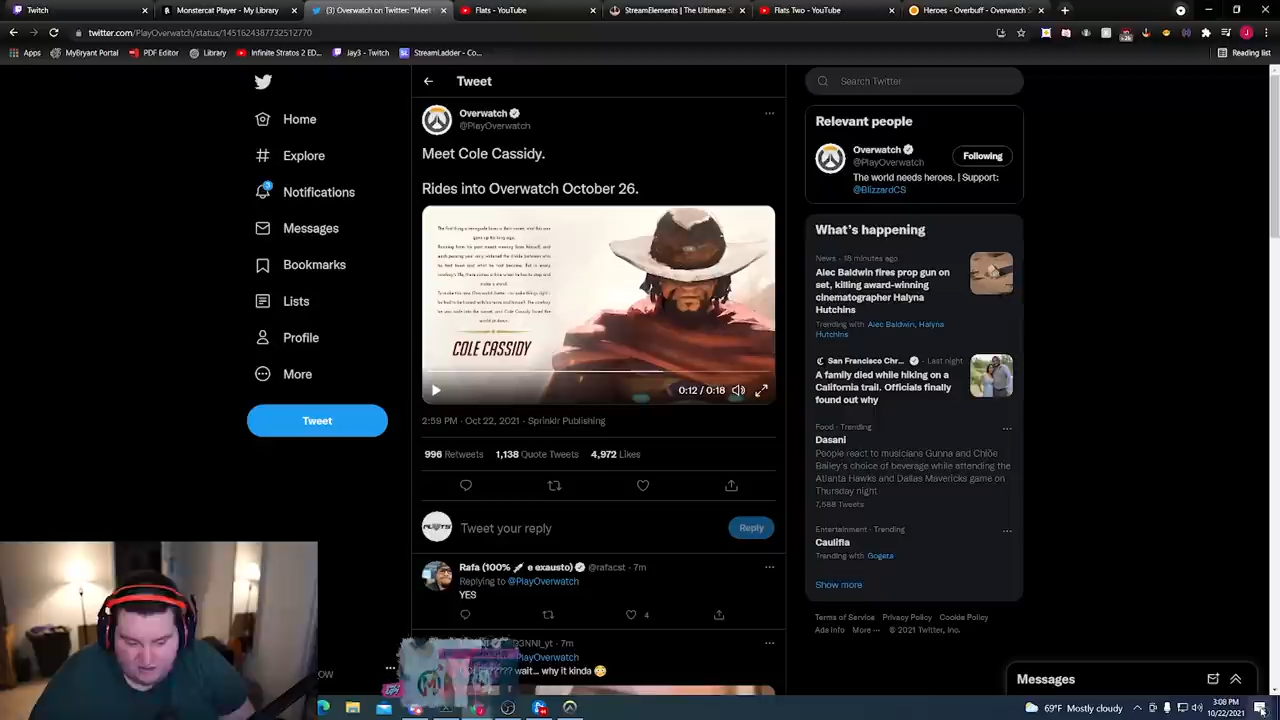 Twitch
Monstercat Player - My Library
(3) Overwatch on Twitter: "Meet
Flats - YouTube
StreamElements | The Ultimate S
Flats Two - YouTube
Heroes - Overbuff - Overwatch S
twitter.com/PlayOverwatch/status/1451624387732512770
Apps
MyBryant Portal
PDF Editor
Library
Infinite Stratos 2 ED...
Jay3 - Twitch
StreamLadder - Co...
Reading list
Tweet
Search Twitter
Home
Explore
Notifications
Messages
Bookmarks
Lists
Profile
More
Tweet
Overwatch
@PlayOverwatch
Meet Cole Cassidy.
Rides into Overwatch October 26.
COLE CASSIDY
0:12 / 0:18
2:59 PM · Oct 22, 2021 · Sprinklr Publishing
996 Retweets 1,138 Quote Tweets 4,972 Likes
Tweet your reply
Reply
Rafa (100% e exausto) @rafacst · 7m
Replying to @PlayOverwatch
YES
4
7m
wait... why it kinda
Relevant people
Overwatch
@PlayOverwatch
Following
The world needs heroes. | Support:
@BlizzardCS
What's happening
News · 18 minutes ago
Alec Baldwin fires prop gun on
set, killing award-winning
cinematographer Halyna
Hutchins
Trending with Alec Baldwin, Halyna
Hutchins
San Francisco Chr... · Last night
A family died while hiking on a
California trail. Officials finally
found out why
Food · Trending
Dasani
People react to musicians Gunna and Chlöe
Bailey's choice of beverage while attending the
Atlanta Hawks and Dallas Mavericks game on
Thursday night
7,588 Tweets
Entertainment · Trending
Caulifla
Trending with Gogeta
Show more
Terms of Service Privacy Policy Cookie Policy
Ads info More ··· © 2021 Twitter, Inc.
Messages
69°F Mostly cloudy
3:08 PM
10/22/2021